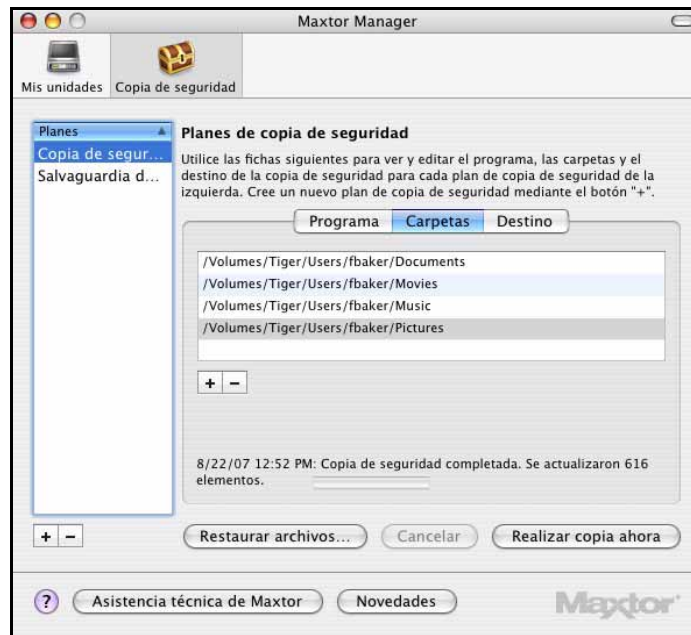 Maxtor Manager
Mis unidades
Copia de seguridad
Planes
Copia de segur...
Salvaguardia d...
Planes de copia de seguridad
Utilice las fichas siguientes para ver y editar el programa, las carpetas y el
destino de la copia de seguridad para cada plan de copia de seguridad de la
izquierda. Cree un nuevo plan de copia de seguridad mediante el botón "+".
Programa
Carpetas
Destino
/Volumes/Tiger/Users/fbaker/Documents
/Volumes/Tiger/Users/fbaker/Movies
/Volumes/Tiger/Users/fbaker/Music
/Volumes/Tiger/Users/fbaker/Pictures
+ −
8/22/07 12:52 PM: Copia de seguridad completada. Se actualizaron 616
elementos.
+ −
Restaurar archivos...
Cancelar
Realizar copia ahora
?
Asistencia técnica de Maxtor
Novedades
Maxtor